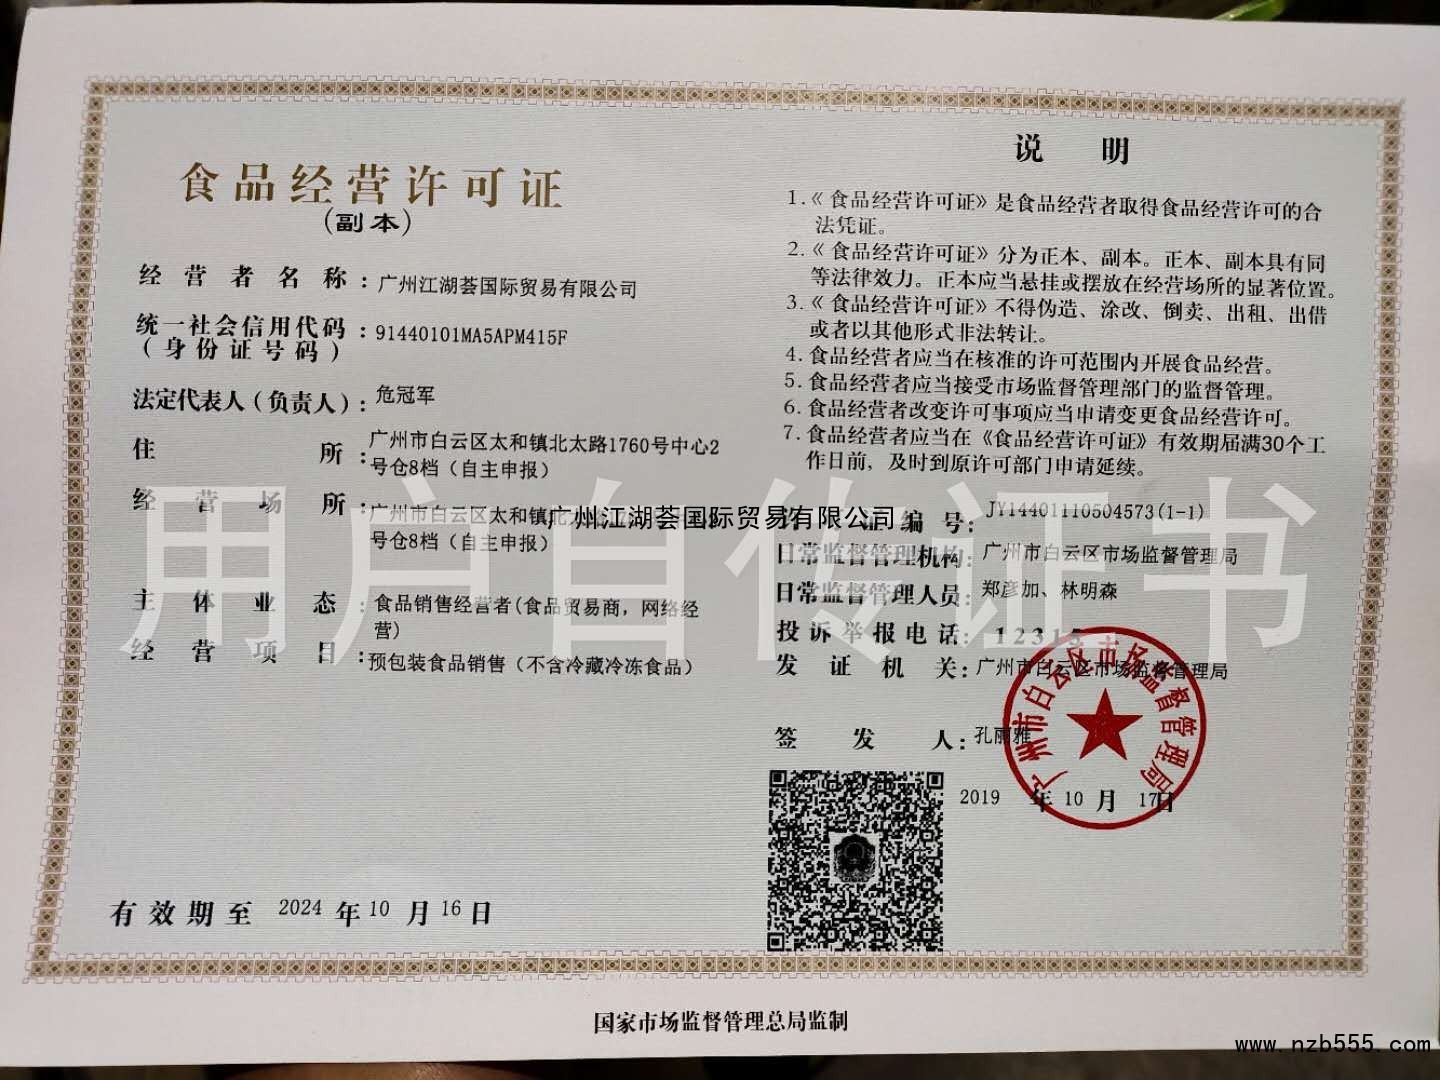 食品经营许可证
（副本）
经营者名称：广州江湖荟国际贸易有限公司
统一社会信用代码：91440101MA5APM415F
（身份证号码）
法定代表人（负责人）：危冠军
住所：广州市白云区太和镇北太路1760号中心2
号仓8档（自主申报）
经营场所：广州市白云区太和镇北
号仓8档（自主申报）
主体业态：食品销售经营者(食品贸易商，网络经
营)
经营项目：预包装食品销售（不含冷藏冷冻食品）
有效期至 2024 年 10 月 16 日
说明
1.《食品经营许可证》是食品经营者取得食品经营许可的合
法凭证。
2.《食品经营许可证》分为正本、副本。正本、副本具有同
等法律效力。正本应当悬挂或摆放在经营场所的显著位置。
3.《食品经营许可证》不得伪造、涂改、倒卖、出租、出借
或者以其他形式非法转让。
4.食品经营者应当在核准的许可范围内开展食品经营。
5.食品经营者应当接受市场监督管理部门的监督管理。
6.食品经营者改变许可事项应当申请变更食品经营许可。
7.食品经营者应当在《食品经营许可证》有效期届满30个工
作日前，及时到原许可部门申请延续。
编号：JY14401110504573(1-1)
日常监督管理机构：广州市白云区市场监督管理局
日常监督管理人员：郑彦加、林明森
投诉举报电话：12315
发证机关：广州市白云区市场监督管理局
签发人：孔丽雅
2019 年 10 月 17日
广州市白云区市场监督管理局
国家市场监督管理总局监制
用户自传证书
广州江湖荟国际贸易有限公司
www.nzb555.com